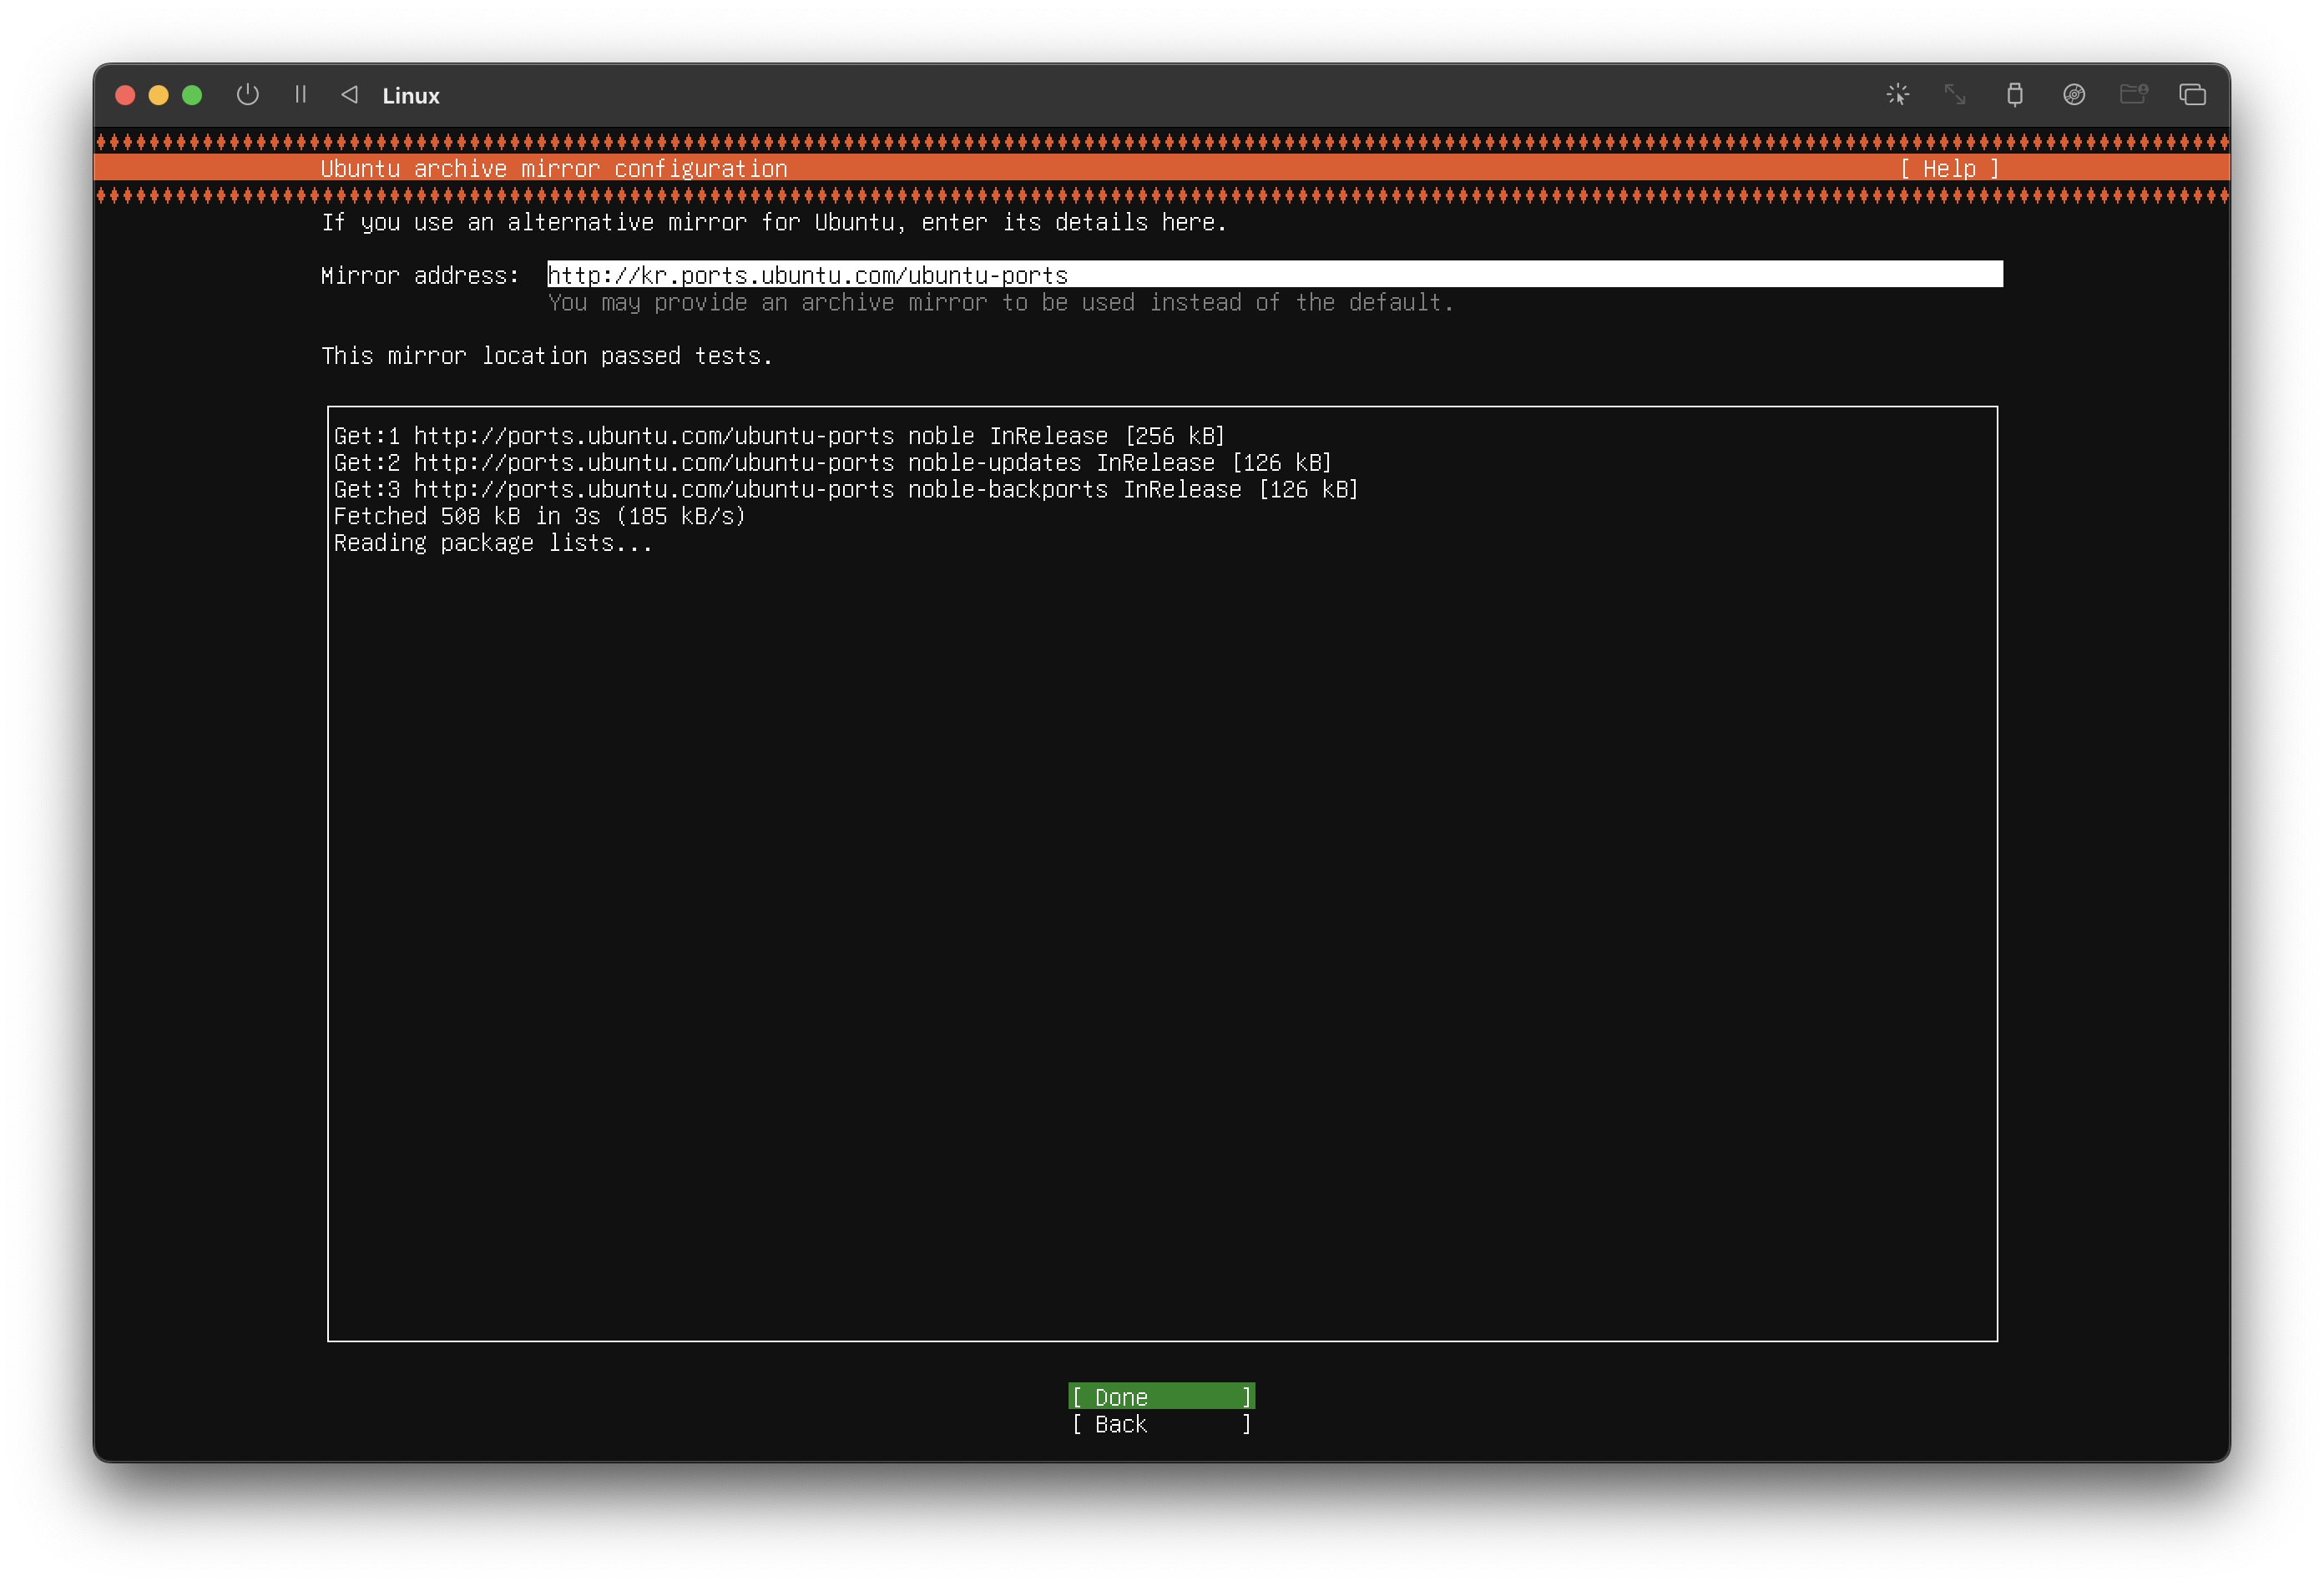 Linux
Ubuntu archive mirror configuration [ Help ]
If you use an alternative mirror for Ubuntu, enter its details here.
Mirror address: http://kr.ports.ubuntu.com/ubuntu-ports
You may provide an archive mirror to be used instead of the default.
This mirror location passed tests.
Get:1 http://ports.ubuntu.com/ubuntu-ports noble InRelease [256 kB]
Get:2 http://ports.ubuntu.com/ubuntu-ports noble-updates InRelease [126 kB]
Get:3 http://ports.ubuntu.com/ubuntu-ports noble-backports InRelease [126 kB]
Fetched 508 kB in 3s (185 kB/s)
Reading package lists...
[ Done ]
[ Back ]